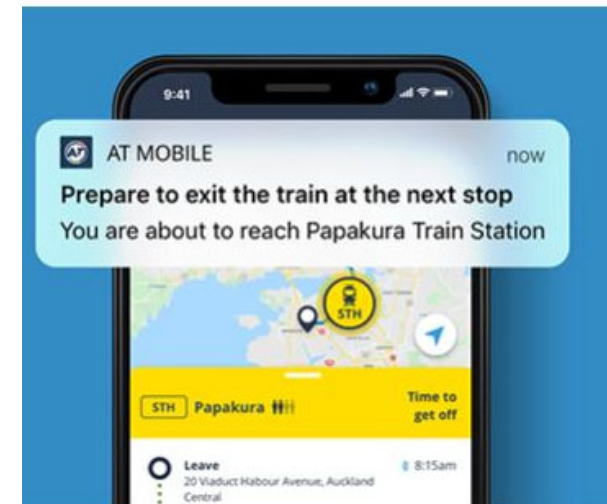 9:41
AT AT MOBILE now
Prepare to exit the train at the next stop
You are about to reach Papakura Train Station
STH
STH Papakura Time to
get off
Leave 8:15am
20 Viaduct Habour Avenue, Auckland
Central